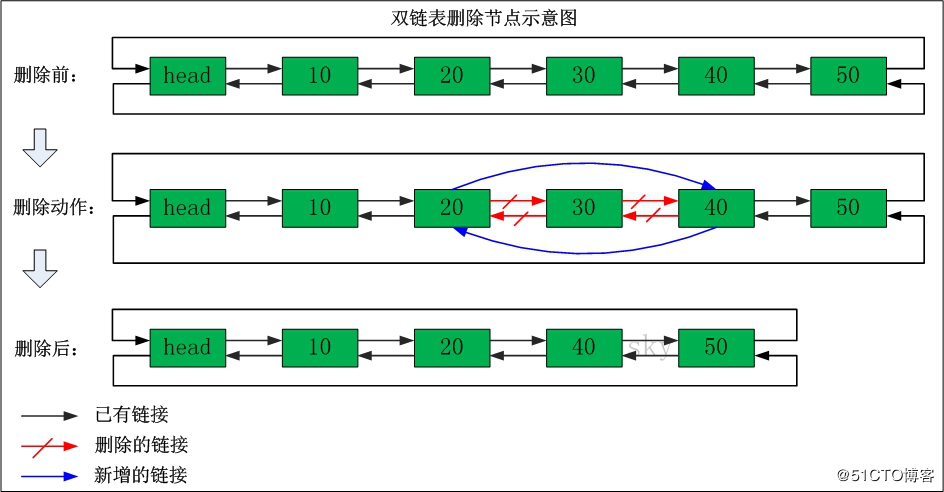 双链表删除节点示意图
删除前： head 10 20 30 40 50
删除动作： head 10 20 30 40 50
删除后： head 10 20 40 50
sky
已有链接
删除的链接
新增的链接
@51CTO博客